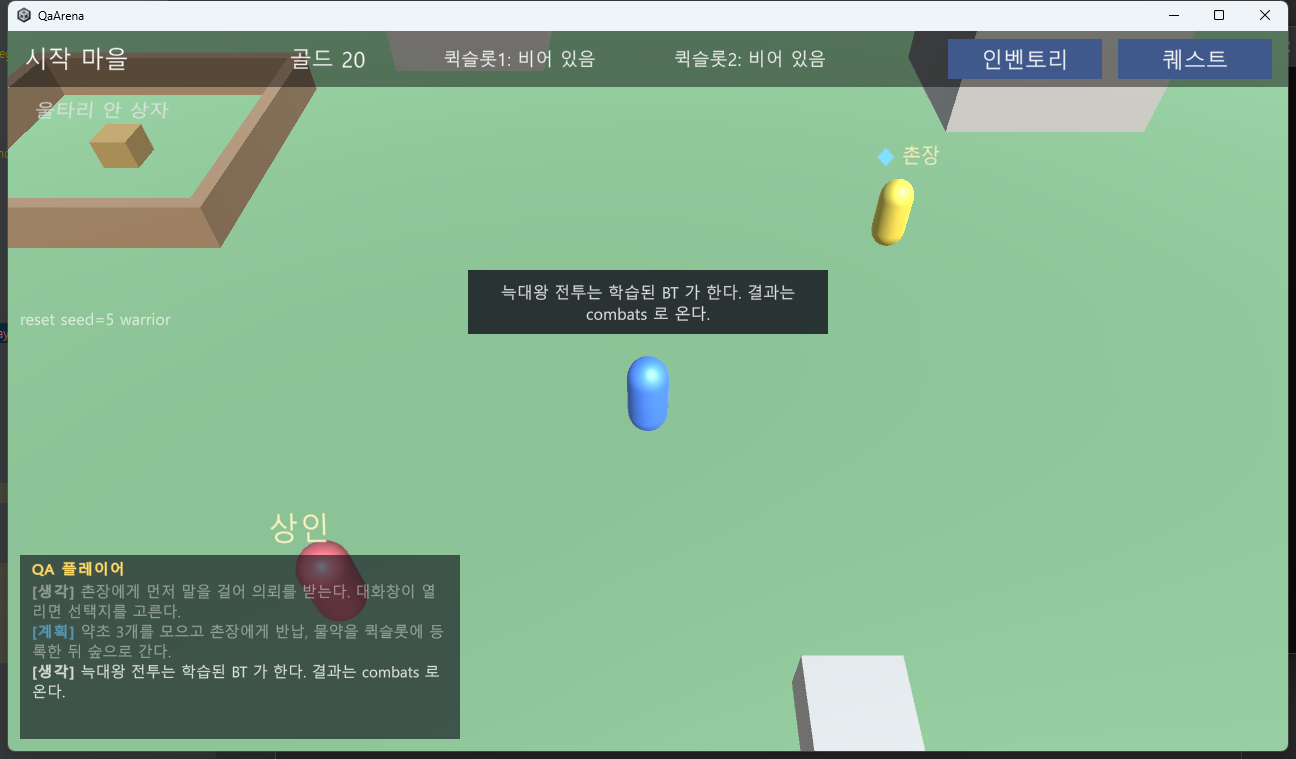 QaArena
시작 마을
골드 20
퀵슬롯1: 비어 있음
퀵슬롯2: 비어 있음
인벤토리
퀘스트
울타리 안 상자
촌장
늑대왕 전투는 학습된 BT 가 한다. 결과는
combats 로 온다.
reset seed=5 warrior
상인
QA 플레이어
[생각] 촌장에게 먼저 말을 걸어 의뢰를 받는다. 대화창이 열
리면 선택지를 고른다.
[계획] 약초 3개를 모으고 촌장에게 반납, 물약을 퀵슬롯에 등
록한 뒤 숲으로 간다.
[생각] 늑대왕 전투는 학습된 BT 가 한다. 결과는 combats 로
온다.